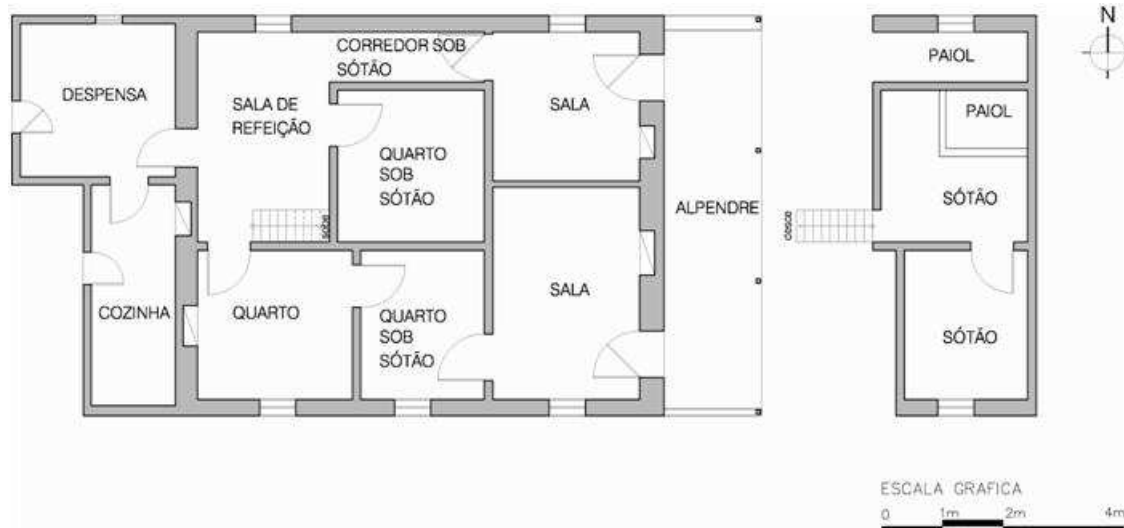 N
CORREDOR SOB
SÓTÃO
PAIOL
DESPENSA
SALA DE
REFEIÇÃO
SALA
PAIOL
QUARTO
SOB
SÓTÃO
SÓTÃO
ALPENDRE
sobe
desce
SALA
COZINHA
QUARTO
QUARTO
SOB
SÓTÃO
SÓTÃO
ESCALA GRAFICA
0 1m 2m 4m